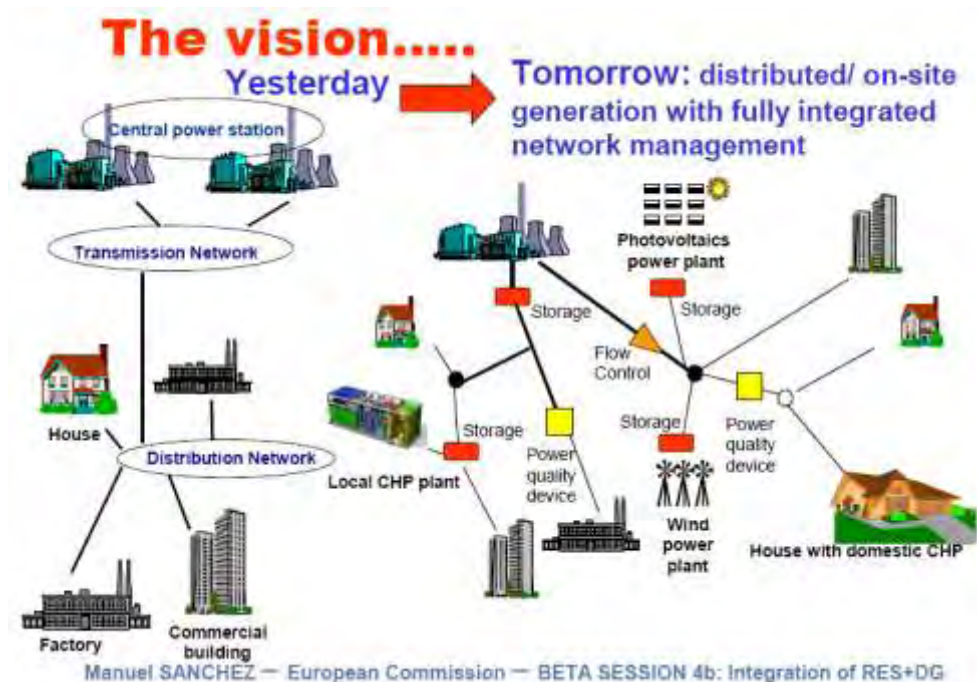 The vision.....
Yesterday
Tomorrow: distributed/ on-site
generation with fully integrated
network management
Central power station
Transmission Network
House
Distribution Network
Factory
Commercial
building
Photovoltaics
power plant
Storage
Storage
Flow
Control
Storage
Storage
Local CHP plant
Power
quality
device
Power
quality
device
Wind
power
plant
House with domestic CHP
Manuel SANCHEZ — European Commission — BETA SESSION 4b: Integration of RES+DG